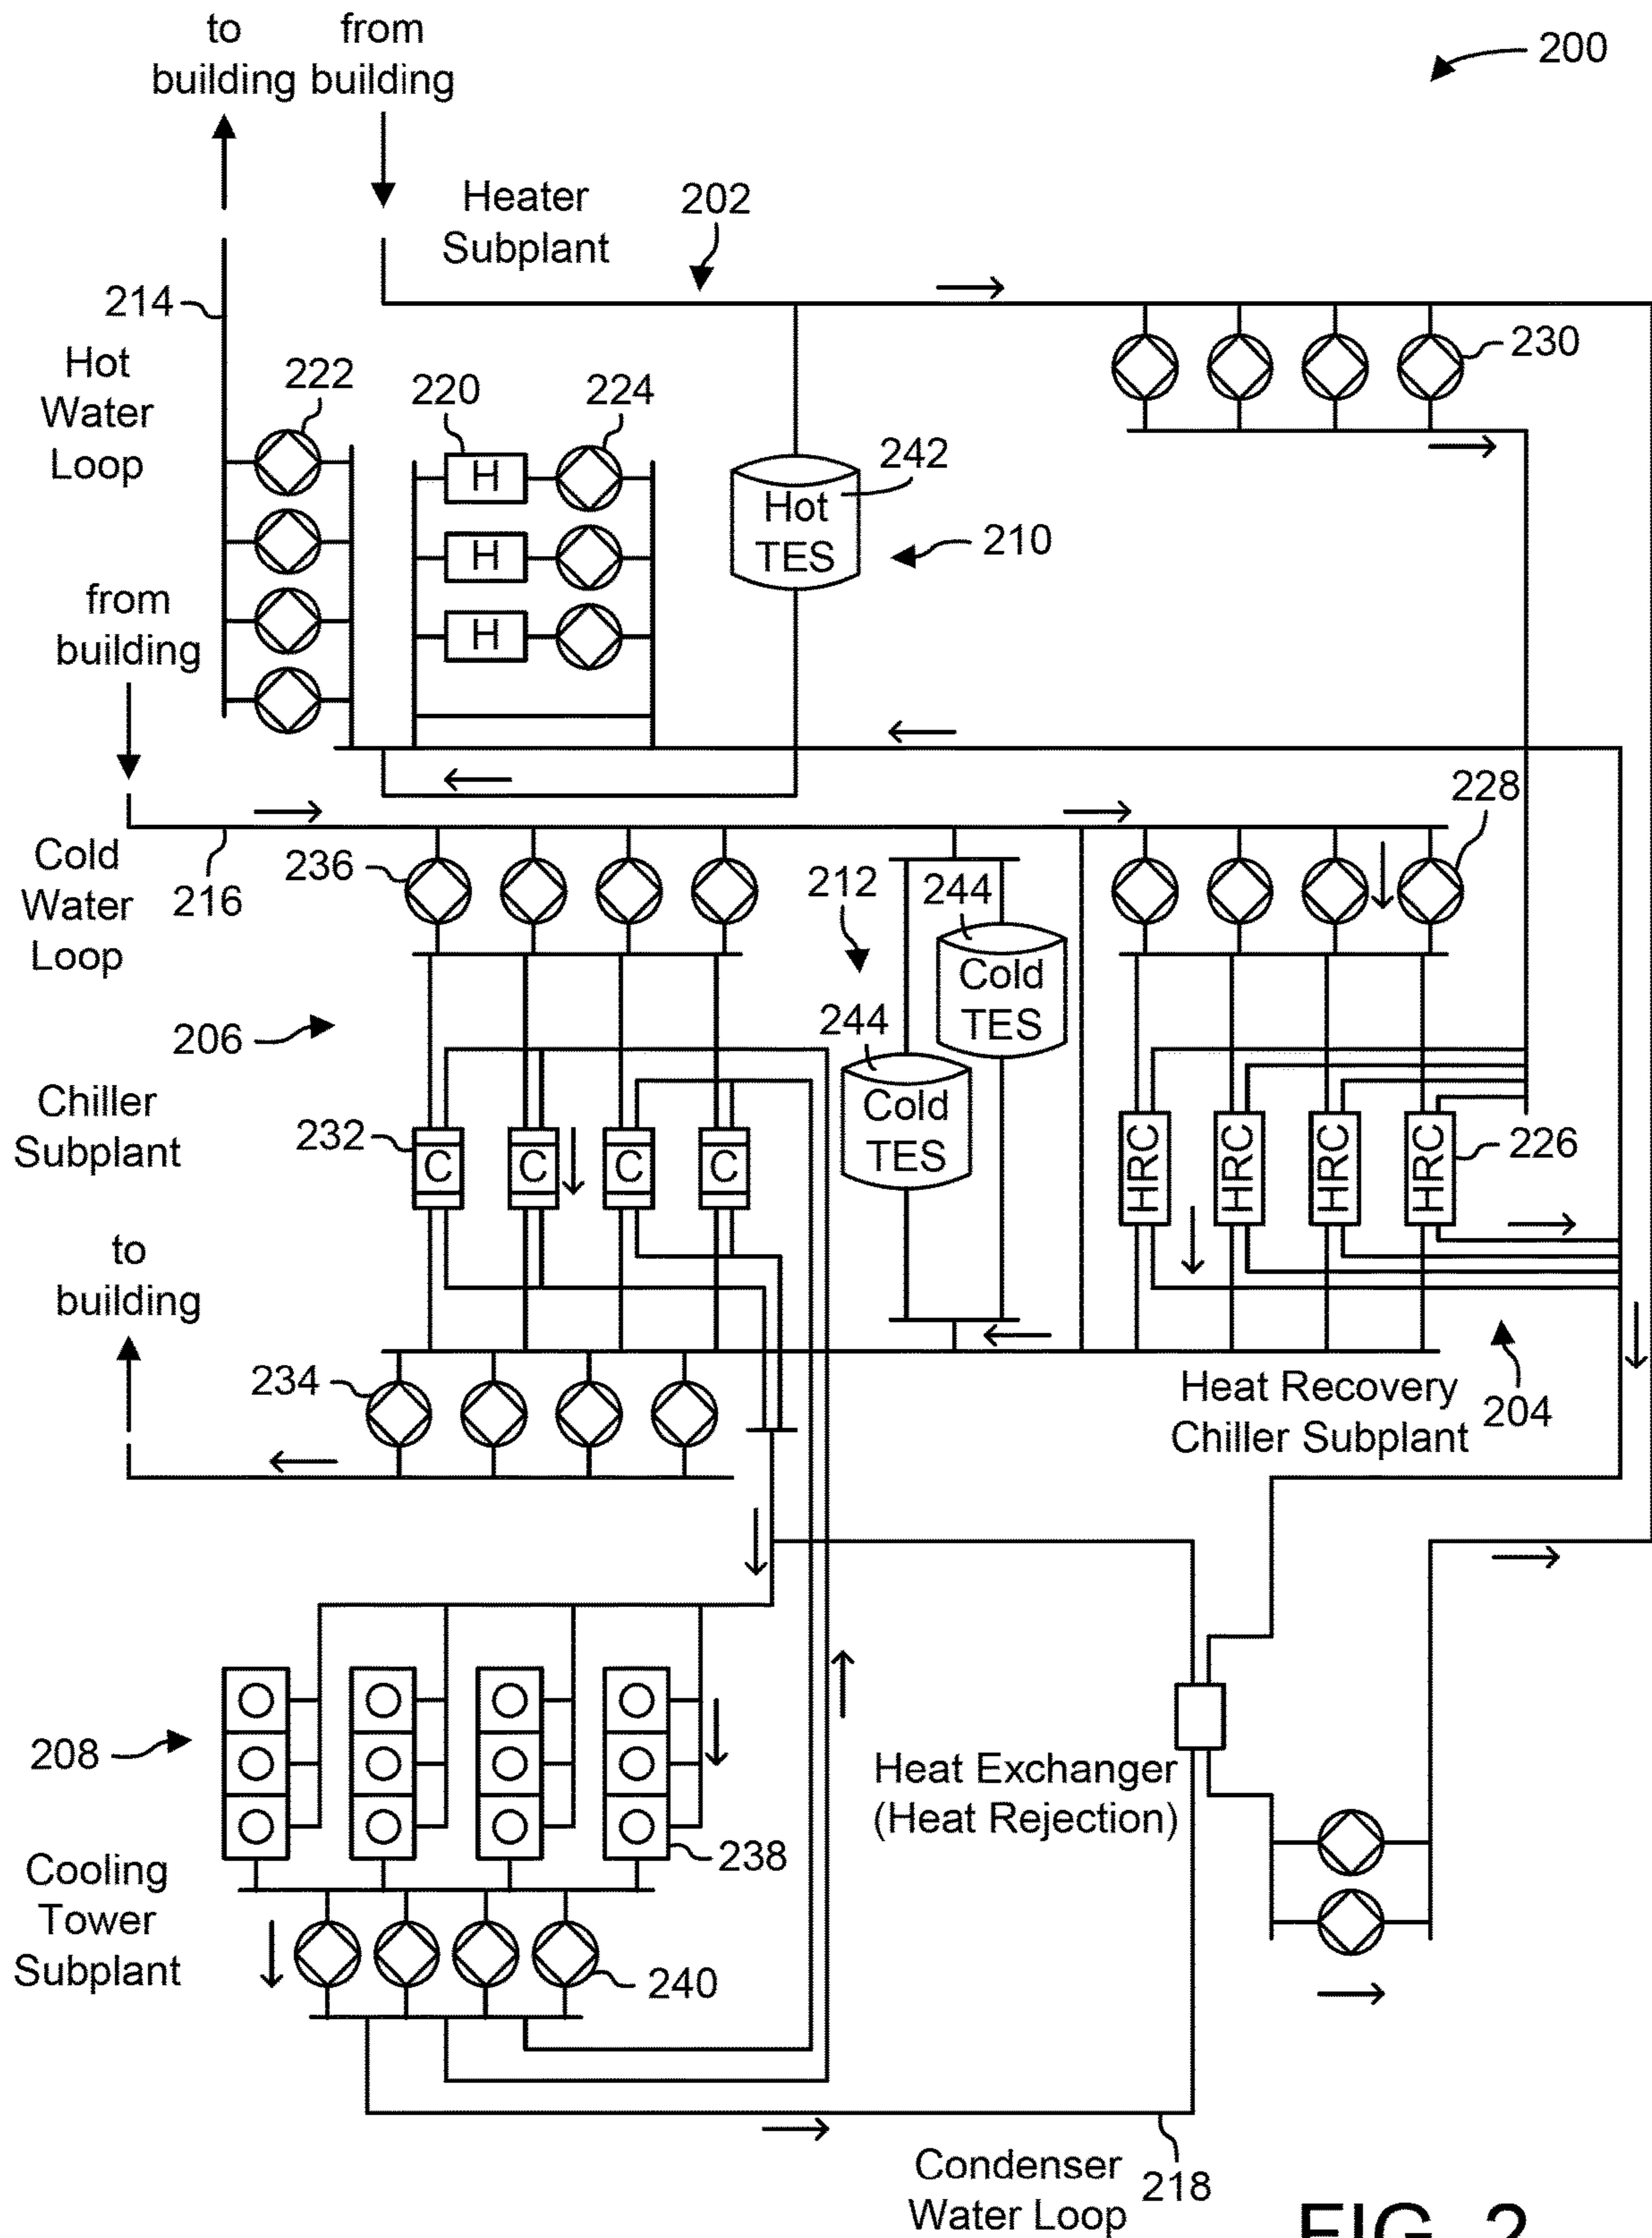 to
building
from
building
200
Heater
Subplant
202
214
Hot
Water
Loop
222
220
224
230
H
H
H
Hot
TES
242
210
from
building
228
Cold
Water
Loop
216
236
212
244
Cold
TES
244
Cold
TES
206
Chiller
Subplant
232
C
C
C
C
HRC
HRC
HRC
HRC
226
to
building
234
Heat Recovery
Chiller Subplant
204
208
238
Heat Exchanger
(Heat Rejection)
Cooling
Tower
Subplant
240
Condenser
Water Loop
218
FIG. 2